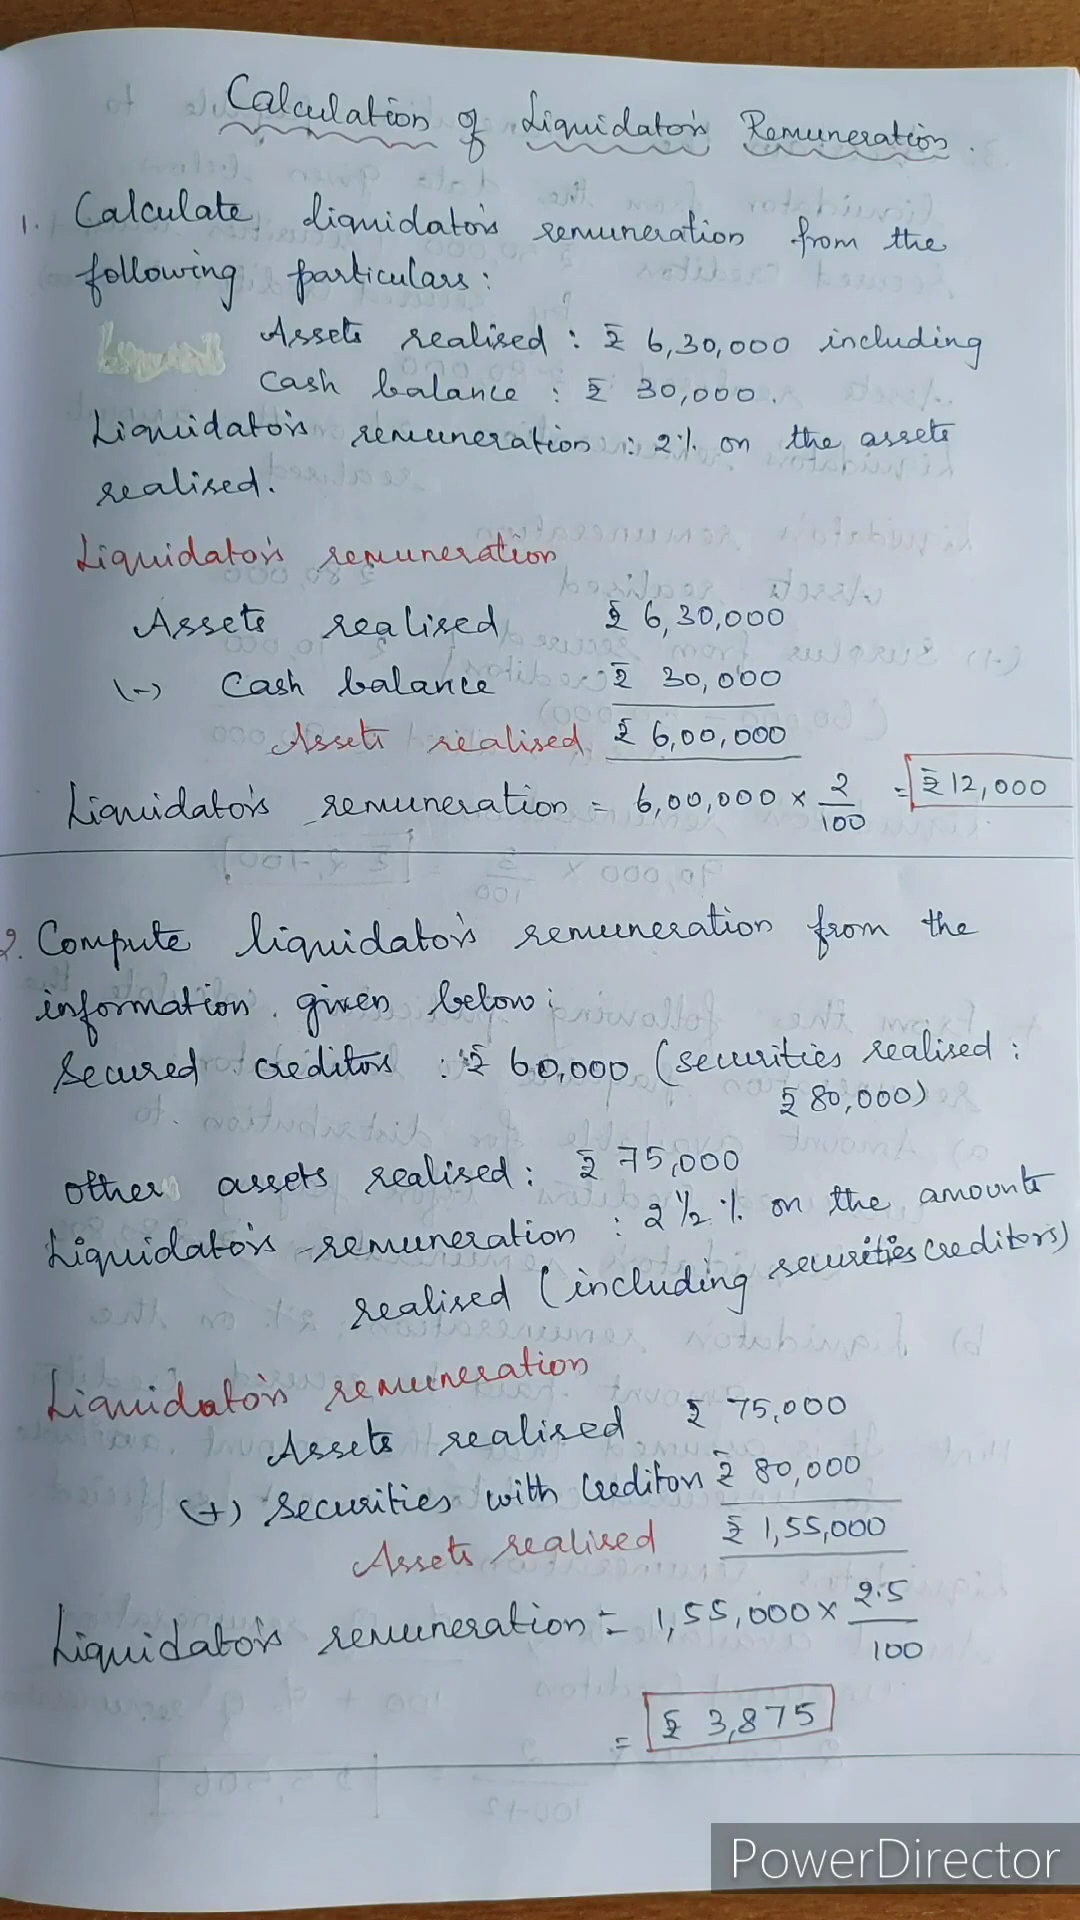 Calculation of Liquidator's Remuneration.
1. Calculate liquidator's remuneration from the
following particulars:
Assets realised : ₹ 6,30,000 including
cash balance : ₹ 30,000.
Liquidator's remuneration : 2% on the assets
realised.
Liquidator's remuneration
Assets realised ₹ 6,30,000
(-) Cash balance ₹ 30,000
Assets realised ₹ 6,00,000
Liquidator's remuneration = 6,00,000 × 2/100 = ₹ 12,000
2. Compute liquidator's remuneration from the
information given below:
Secured creditors : ₹ 60,000 (securities realised :
₹ 80,000)
other assets realised : ₹ 75,000
Liquidator's remuneration : 2½ % on the amounts
realised (including securities creditors)
Liquidator's remuneration
Assets realised ₹ 75,000
(+) Securities with creditors ₹ 80,000
Assets realised ₹ 1,55,000
Liquidator's remuneration = 1,55,000 × 2.5/100
= ₹ 3,875
PowerDirector